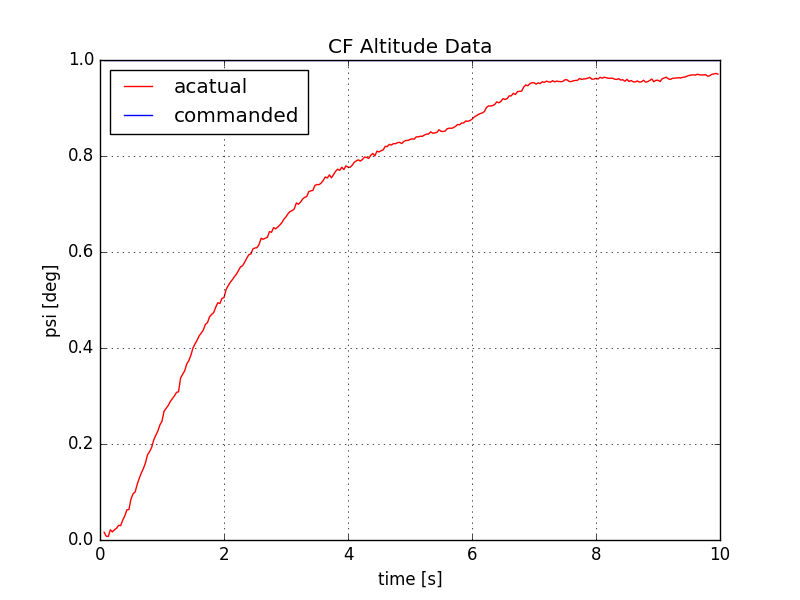 CF Altitude Data
acatual
commanded
psi [deg]
1.0
0.8
0.6
0.4
0.2
0.0
0 2 4 6 8 10
time [s]